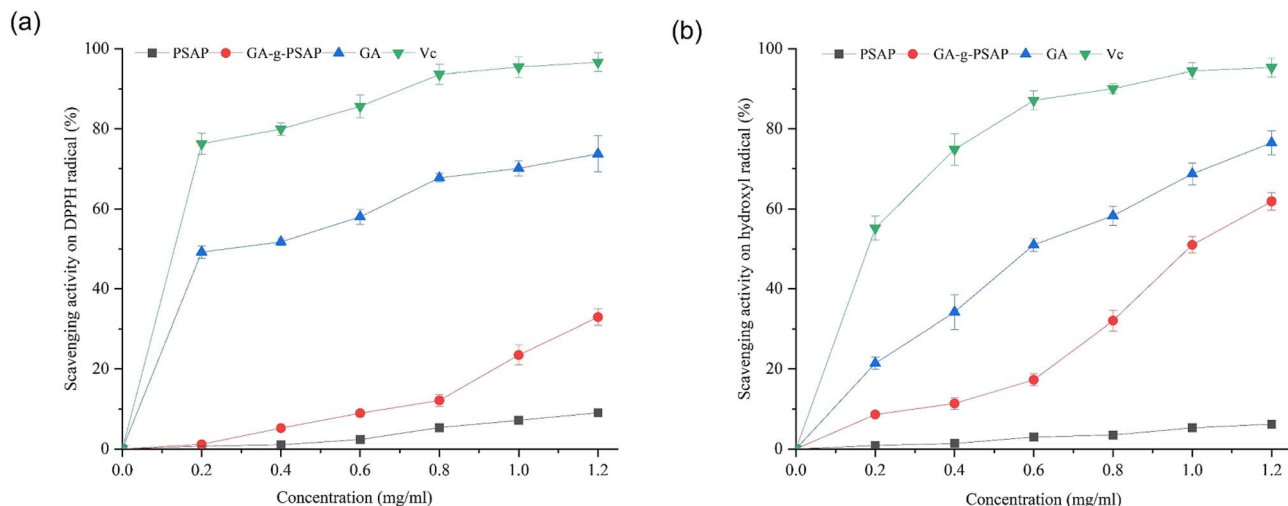 (a)
PSAP GA-g-PSAP GA Vc
Scavenging activity on DPPH radical (%)
100
80
60
40
20
0
0.0 0.2 0.4 0.6 0.8 1.0 1.2
Concentration (mg/ml)
(b)
PSAP GA-g-PSAP GA Vc
Scavenging activity on hydroxyl radical (%)
100
80
60
40
20
0
0.0 0.2 0.4 0.6 0.8 1.0 1.2
Concentration (mg/ml)